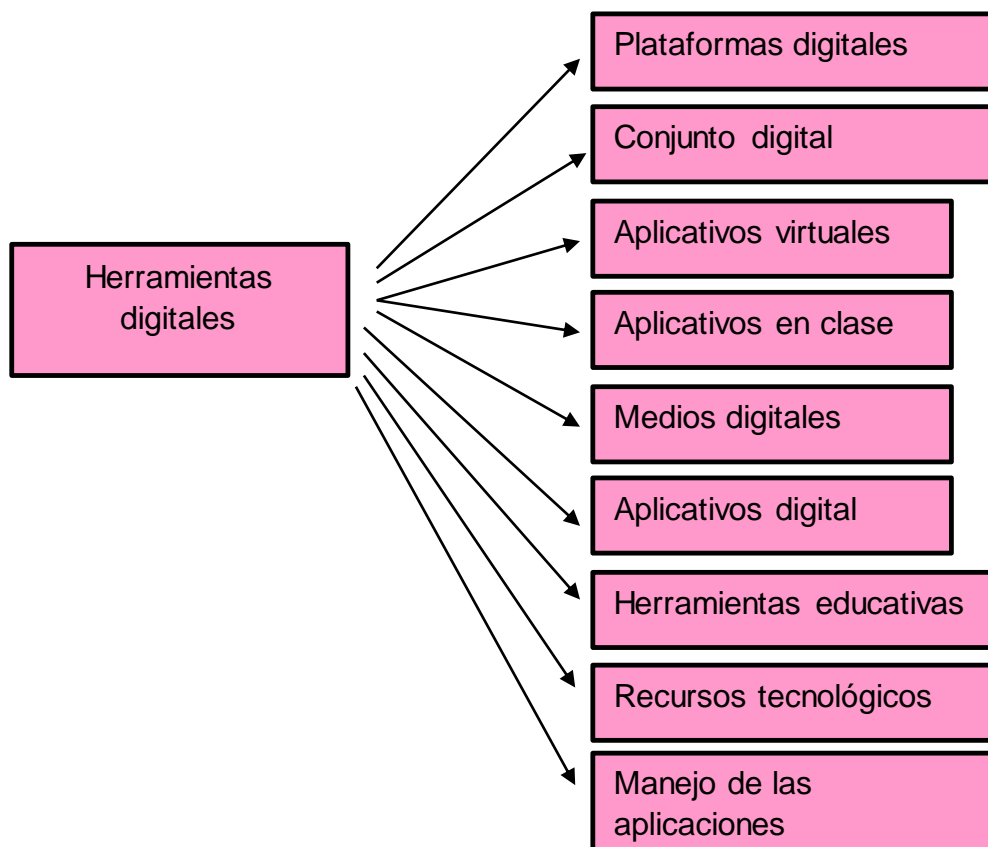 Plataformas digitales
Conjunto digital
Aplicativos virtuales
Herramientas
digitales
Aplicativos en clase
Medios digitales
Aplicativos digital
Herramientas educativas
Recursos tecnológicos
Manejo de las
aplicaciones